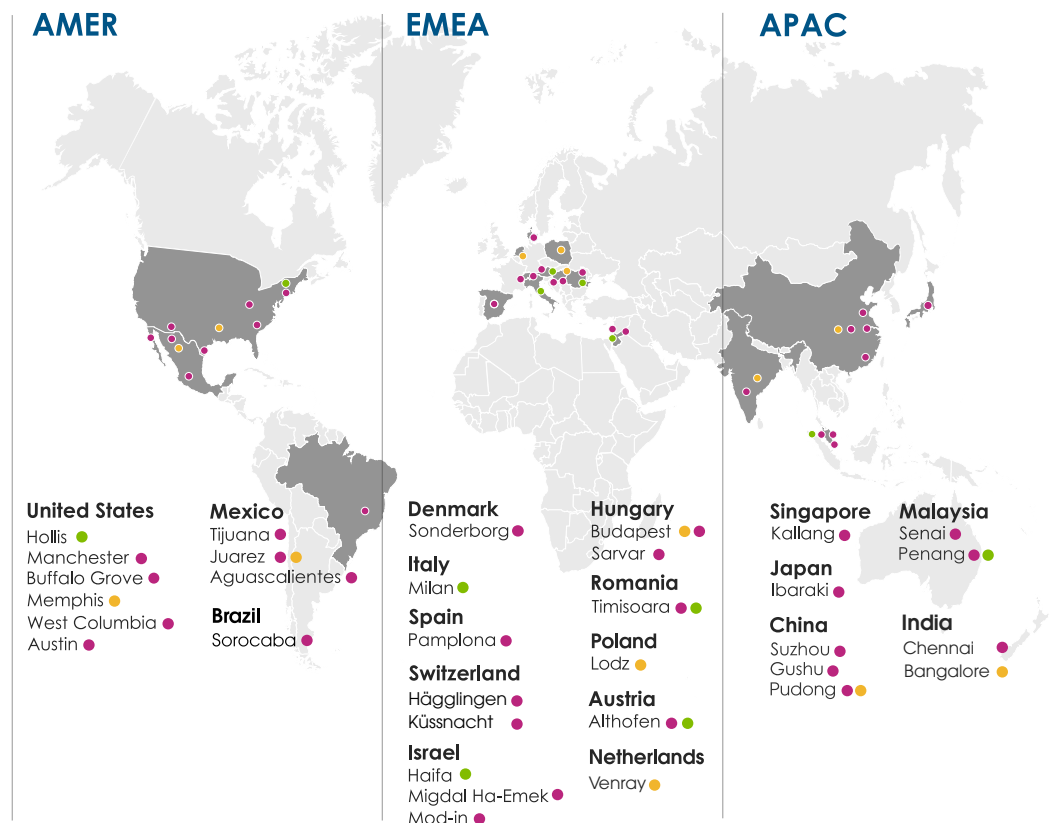 AMER
EMEA
APAC
United States
Hollis
Manchester
Buffalo Grove
Memphis
West Columbia
Austin
Mexico
Tijuana
Juarez
Aguascalientes
Brazil
Sorocaba
Denmark
Sonderborg
Italy
Milan
Spain
Pamplona
Switzerland
Hägglingen
Küssnacht
Israel
Haifa
Migdal Ha-Emek
Mod-in
Hungary
Budapest
Sarvar
Romania
Timisoara
Poland
Lodz
Austria
Althofen
Netherlands
Venray
Singapore
Kallang
Japan
Ibaraki
China
Suzhou
Gushu
Pudong
Malaysia
Senai
Penang
India
Chennai
Bangalore